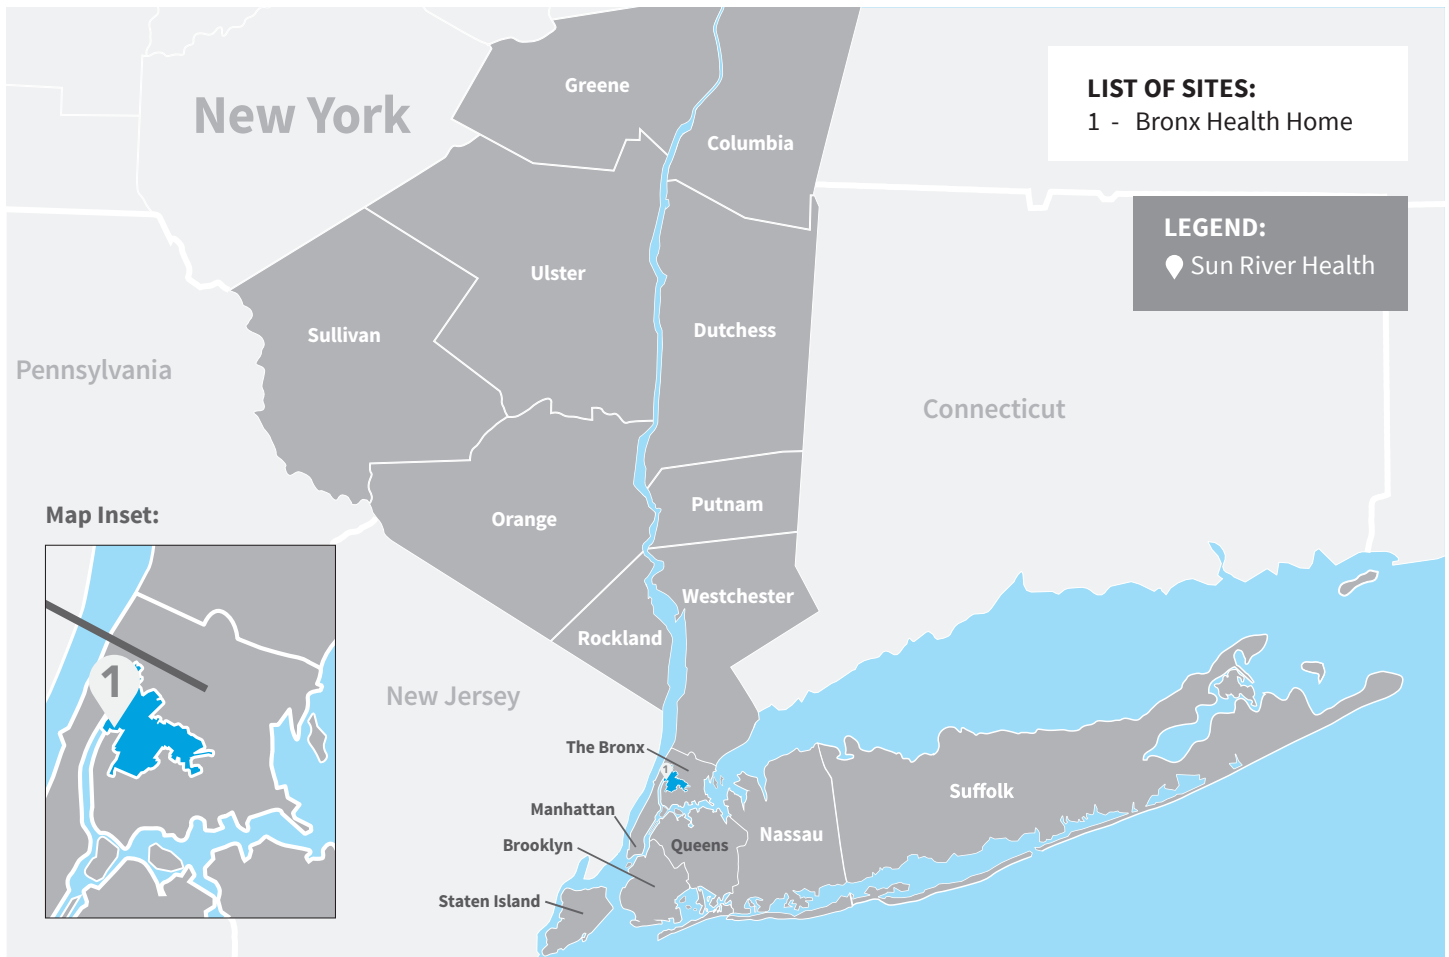 Greene
New York
LIST OF SITES:
1 - Bronx Health Home
Columbia
LEGEND:
Sun River Health
Ulster
Sullivan
Dutchess
Pennsylvania
Connecticut
Putnam
Map Inset:
Orange
Westchester
Rockland
1
New Jersey
The Bronx
1
Suffolk
Manhattan
Nassau
Brooklyn
Queens
Staten Island